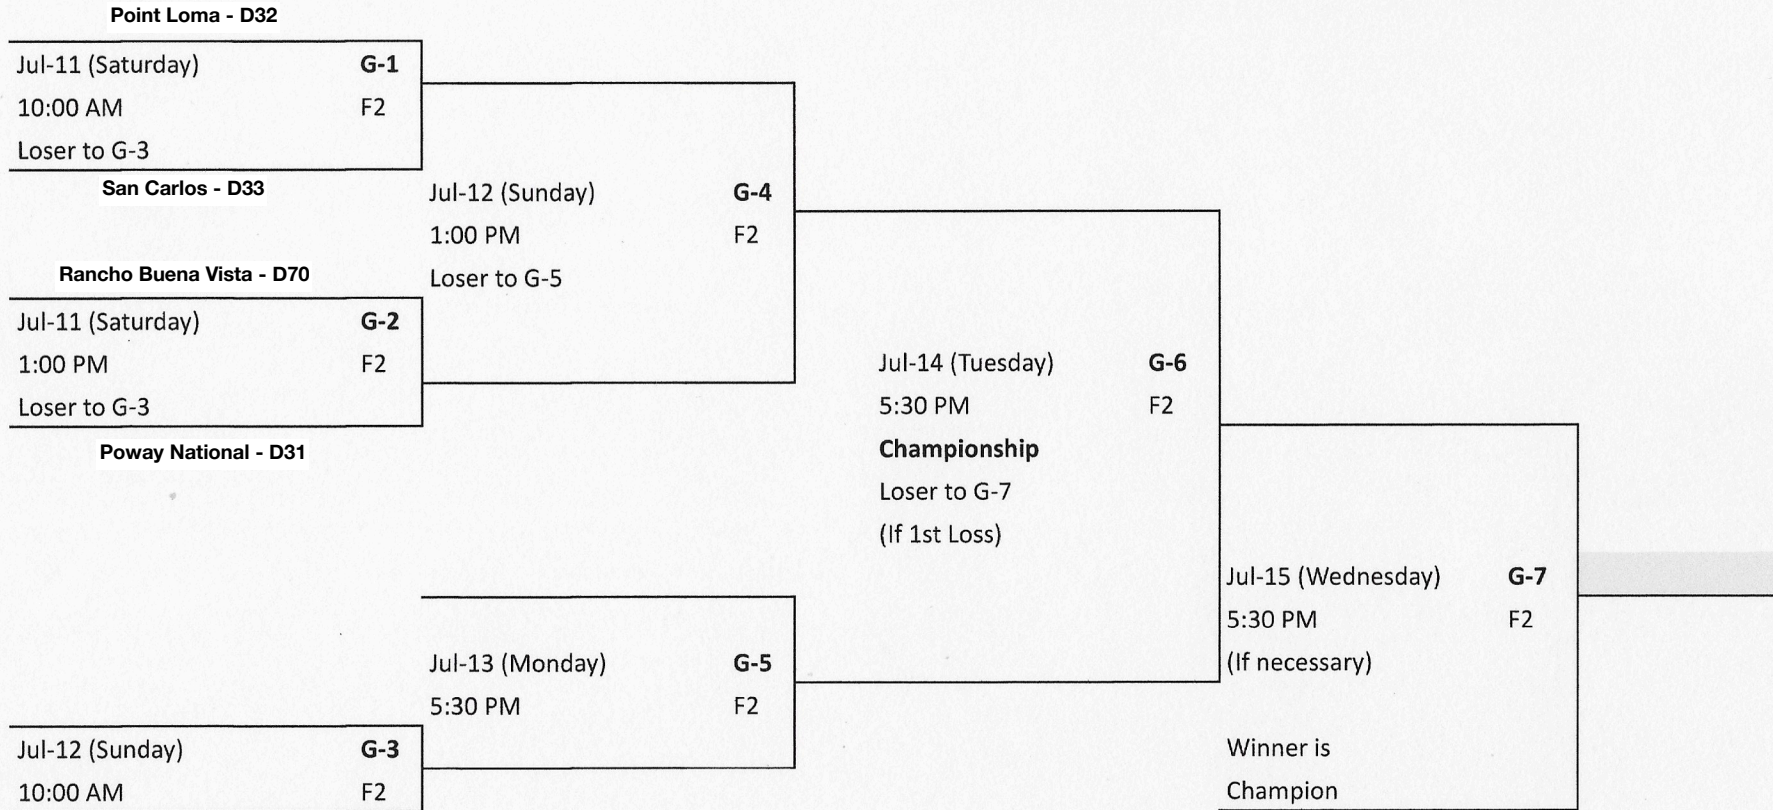 Point Loma - D32
Jul-11 (Saturday) G-1
10:00 AM F2
Loser to G-3
San Carlos - D33
Jul-12 (Sunday) G-4
1:00 PM F2
Loser to G-5
Rancho Buena Vista - D70
Jul-11 (Saturday) G-2
1:00 PM F2
Loser to G-3
Poway National - D31
Jul-14 (Tuesday) G-6
5:30 PM F2
Championship
Loser to G-7
(If 1st Loss)
Jul-13 (Monday) G-5
5:30 PM F2
Jul-12 (Sunday) G-3
10:00 AM F2
Jul-15 (Wednesday) G-7
5:30 PM F2
(If necessary)
Winner is
Champion